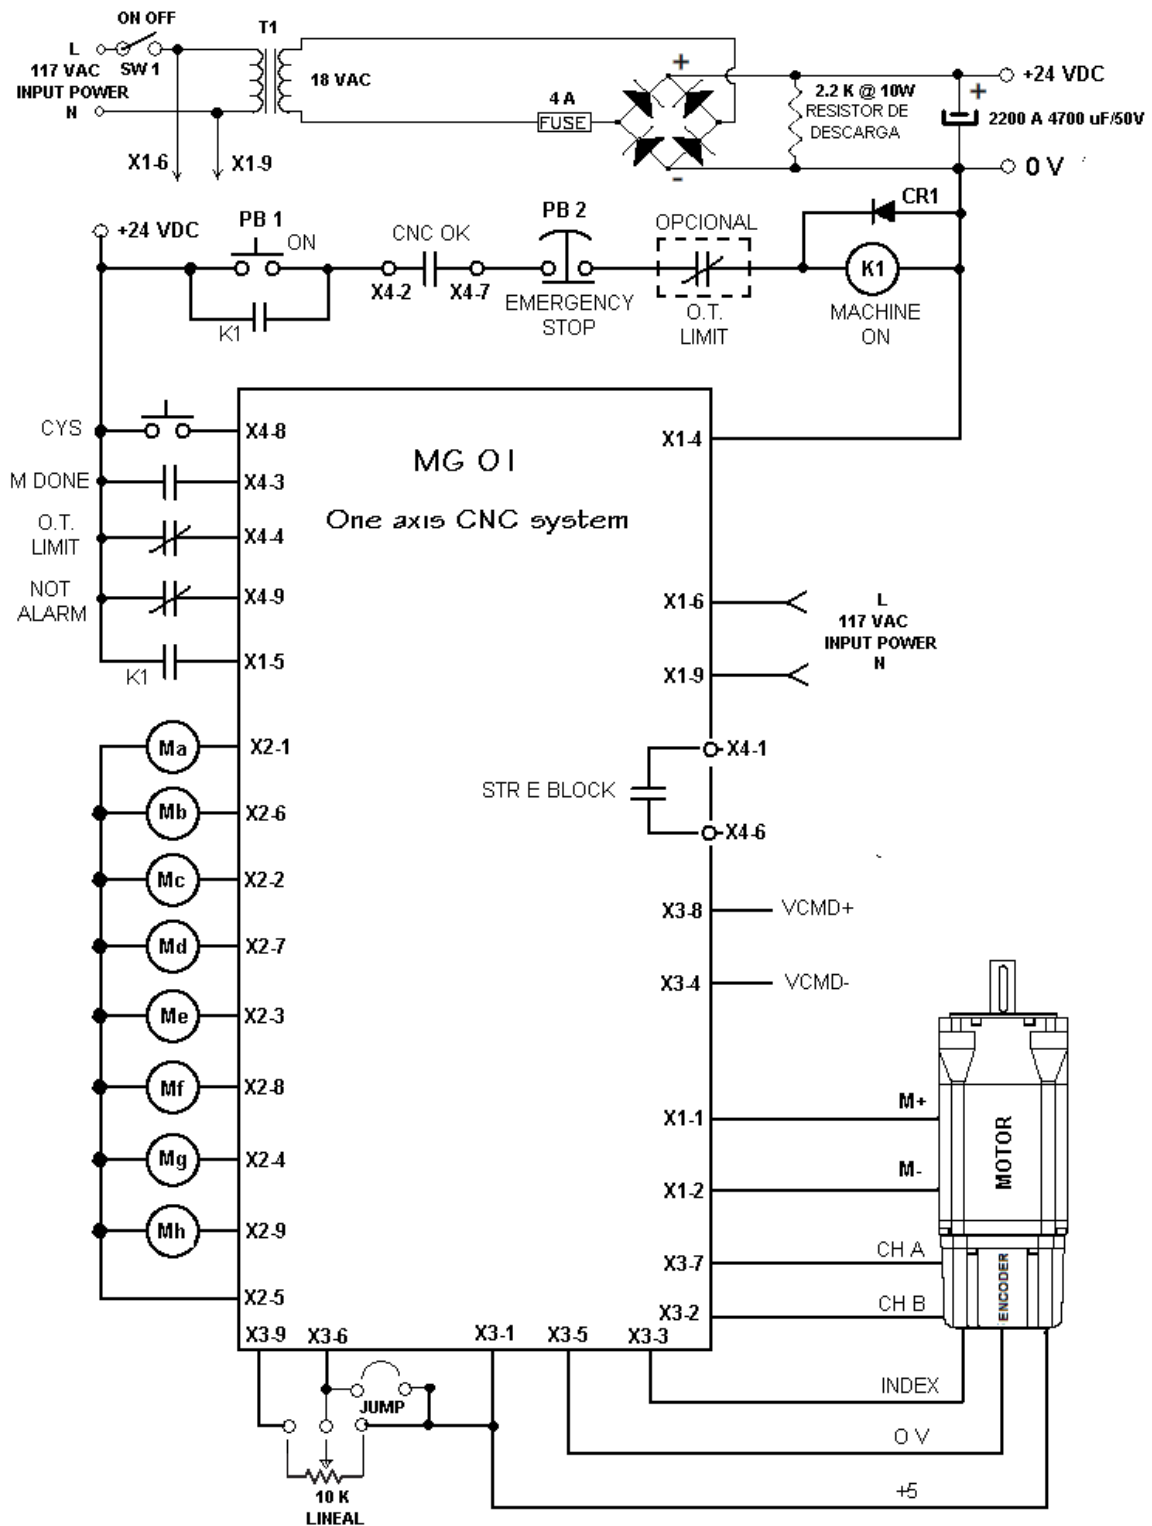 ON OFF
T1
L
SW 1
117 VAC
INPUT POWER
N
18 VAC
4 A
FUSE
+
-
2.2 K @ 10W
RESISTOR DE
DESCARGA
+24 VDC
+
2200 A 4700 uF/50V
0 V
X1-6
X1-9
+24 VDC
PB 1
ON
K1
CNC OK
X4-2
X4-7
PB 2
EMERGENCY
STOP
OPCIONAL
O.T.
LIMIT
CR1
K1
MACHINE
ON
CYS
X4-8
M DONE
X4-3
O.T.
LIMIT
X4-4
NOT
ALARM
X4-9
K1
X1-5
MG 01
One axis CNC system
X1-4
X1-6
L
117 VAC
INPUT POWER
N
X1-9
Ma
X2-1
Mb
X2-6
Mc
X2-2
Md
X2-7
Me
X2-3
Mf
X2-8
Mg
X2-4
Mh
X2-9
X2-5
X4-1
STR E BLOCK
X4-6
X3-8
VCMD+
X3-4
VCMD-
X1-1
M+
X1-2
M-
MOTOR
X3-7
CH A
X3-2
CH B
ENCODER
X3-9
X3-6
X3-1
X3-5
X3-3
JUMP
INDEX
0 V
+5
10 K
LINEAL